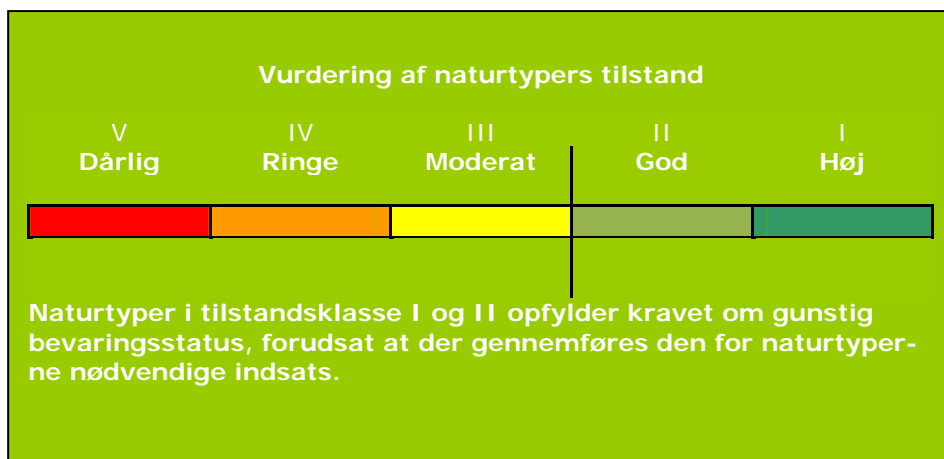 Vurdering af naturtypers tilstand
V IV III II I
Dårlig Ringe Moderat God Høj
Naturtyper i tilstandsklasse I og II opfylder kravet om gunstig
bevaringsstatus, forudsat at der gennemføres den for naturtyper-
ne nødvendige indsats.